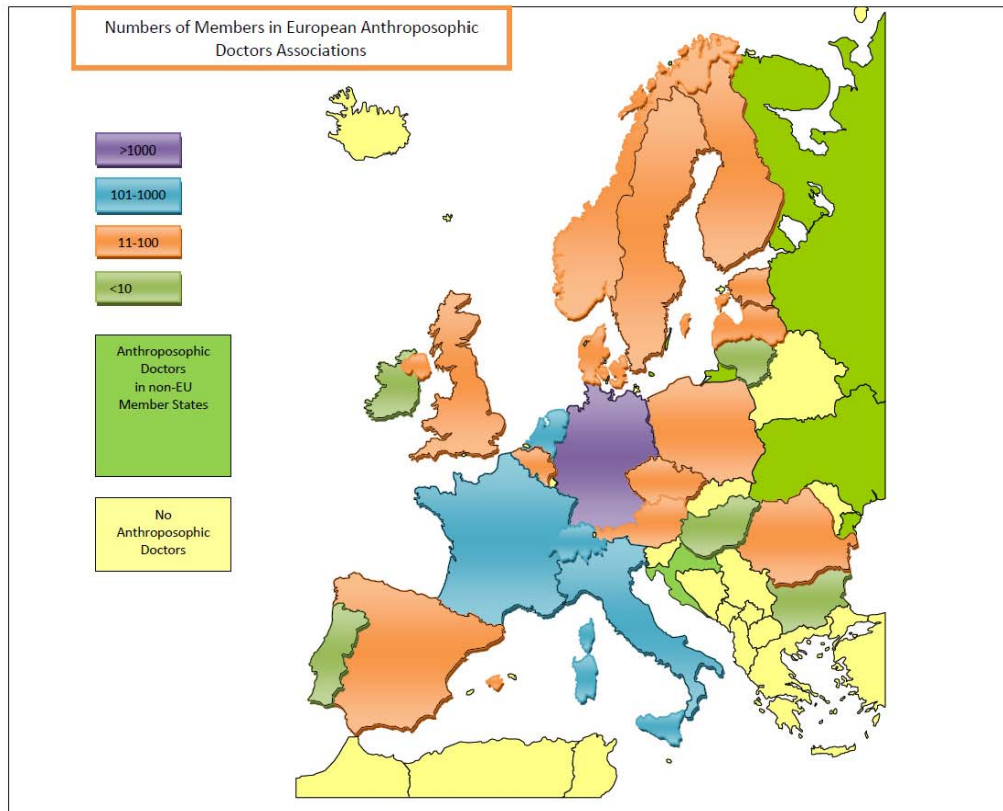 Numbers of Members in European Anthroposophic
Doctors Associations
>1000
101-1000
11-100
<10
Anthroposophic
Doctors
in non-EU
Member States
No
Anthroposophic
Doctors